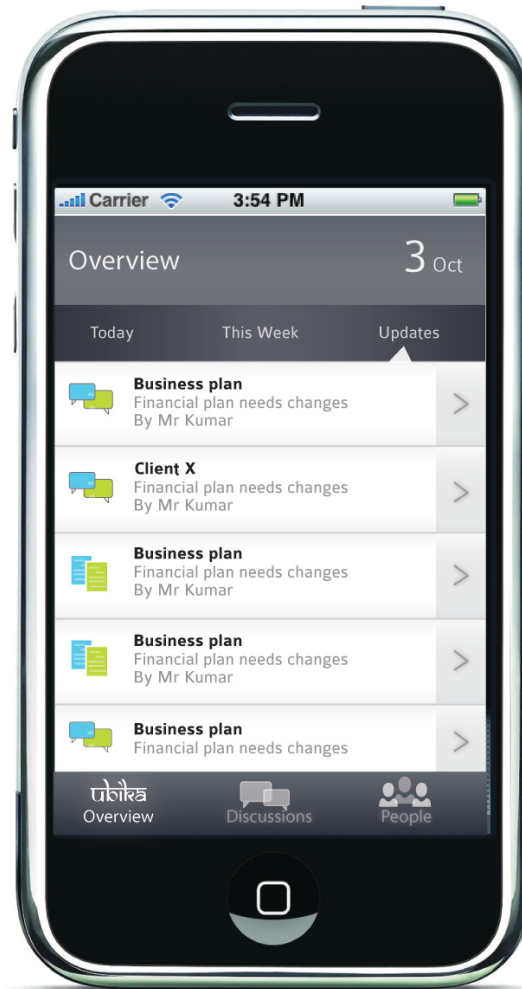 Carrier 3:54 PM
Overview 3 Oct
Today This Week Updates
Business plan
Financial plan needs changes
By Mr Kumar
Client X
Financial plan needs changes
By Mr Kumar
Business plan
Financial plan needs changes
By Mr Kumar
Business plan
Financial plan needs changes
By Mr Kumar
Business plan
Financial plan needs changes
ubika
Overview Discussions People